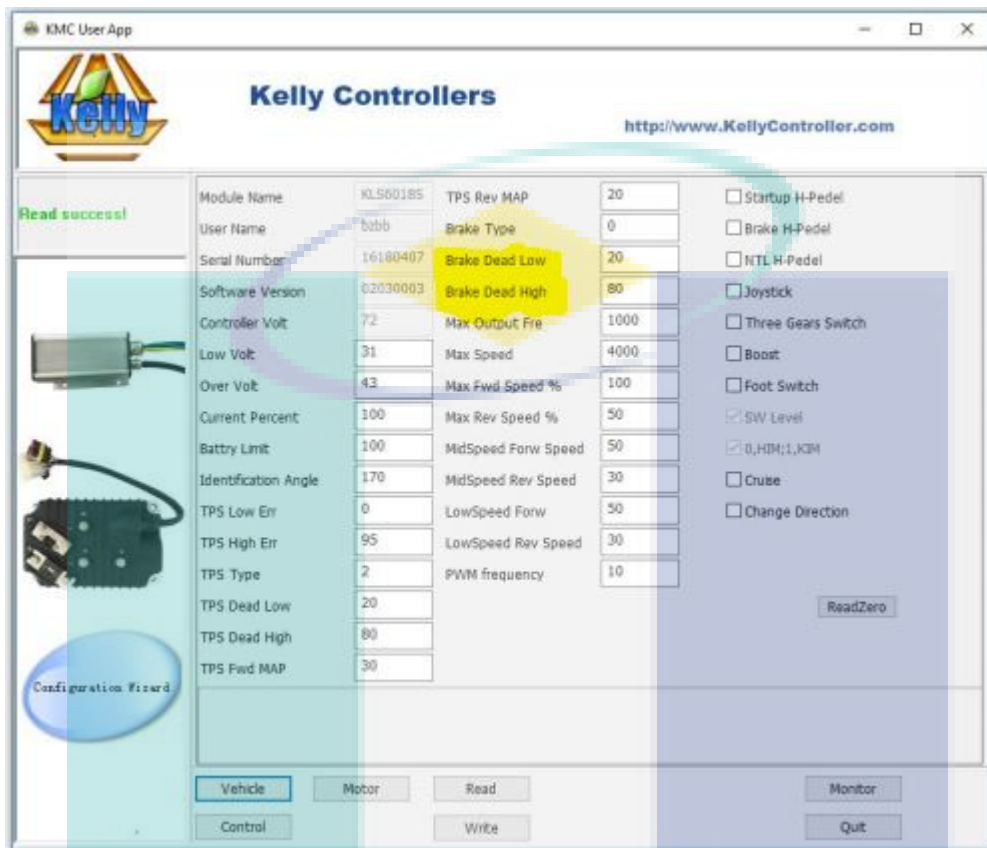 KMC User App
Kelly
Kelly Controllers
http://www.KellyController.com
Read success!
Module Name KLS6018S TPS Rev MAP 20 Startup H-Pedel
User Name bzbb Brake Type 0 Brake H-Pedel
Serial Number 16180407 Brake Dead Low 20 NTL H-Pedel
Software Version 02030003 Brake Dead High 80 Joystick
Controller Volt 72 Max Output Fre 1000 Three Gears Switch
Low Volt 31 Max Speed 4000 Boost
Over Volt 43 Max Fwd Speed % 100 Foot Switch
Current Percent 100 Max Rev Speed % 50 SW Level
Battry Limit 100 MidSpeed Forw Speed 50 0,HIM;1,KIM
Identification Angle 170 MidSpeed Rev Speed 30 Cruise
TPS Low Err 0 LowSpeed Forw 50 Change Direction
TPS High Err 95 LowSpeed Rev Speed 30
TPS Type 2 PWM frequency 10
TPS Dead Low 20 ReadZero
TPS Dead High 80
TPS Fwd MAP 30
Configuration Wizard
Vehicle Motor Read Monitor
Control Write Quit